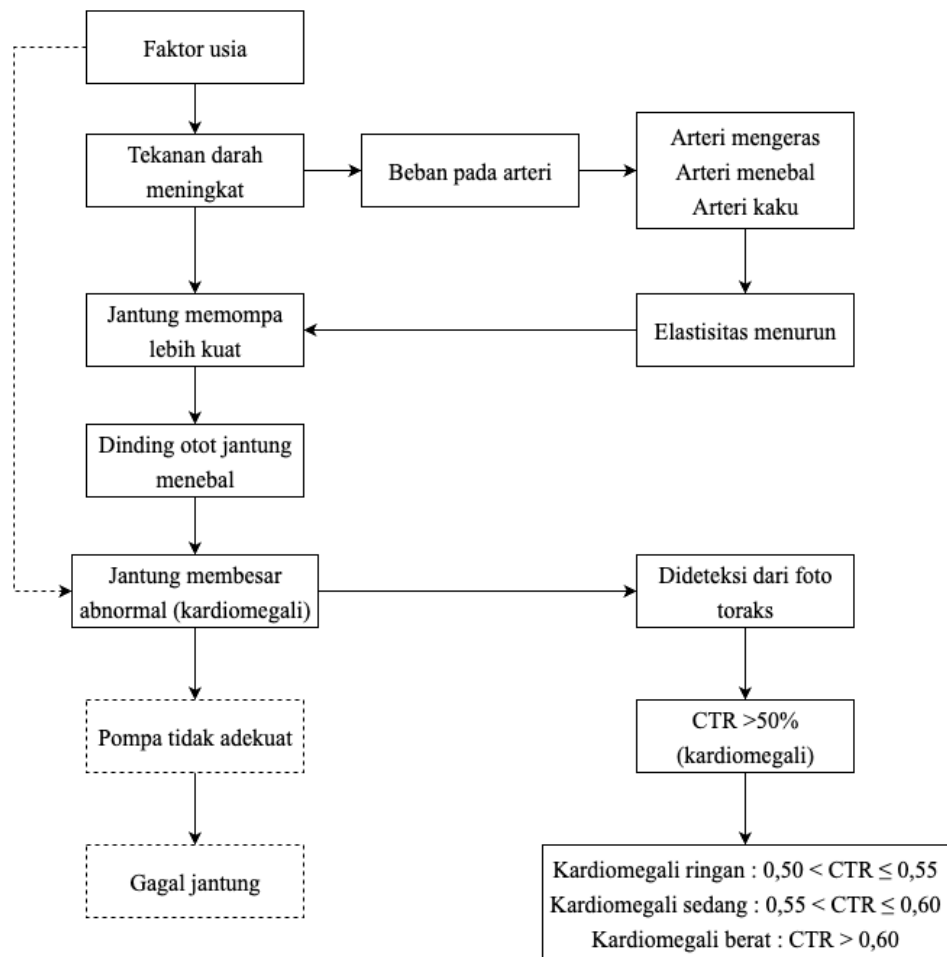 Faktor usia
Tekanan darah
meningkat
Beban pada arteri
Arteri mengeras
Arteri menebal
Arteri kaku
Jantung memompa
lebih kuat
Elastisitas menurun
Dinding otot jantung
menebal
Jantung membesar
abnormal (kardiomegali)
Dideteksi dari foto
toraks
Pompa tidak adekuat
CTR >50%
(kardiomegali)
Gagal jantung
Kardiomegali ringan : 0,50 < CTR ≤ 0,55
Kardiomegali sedang : 0,55 < CTR ≤ 0,60
Kardiomegali berat : CTR > 0,60